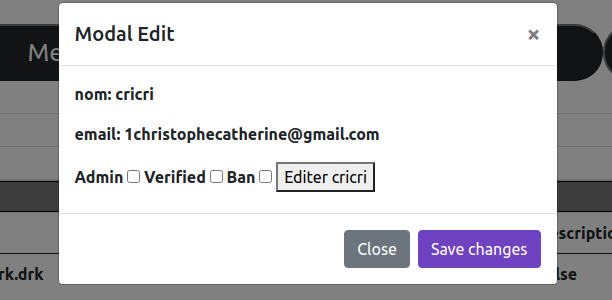 Me
Modal Edit ×
nom: cricri
email: 1christophecatherine@gmail.com
Admin Verified Ban Editer cricri
Close Save changes
scriptio
rk.drk
lse